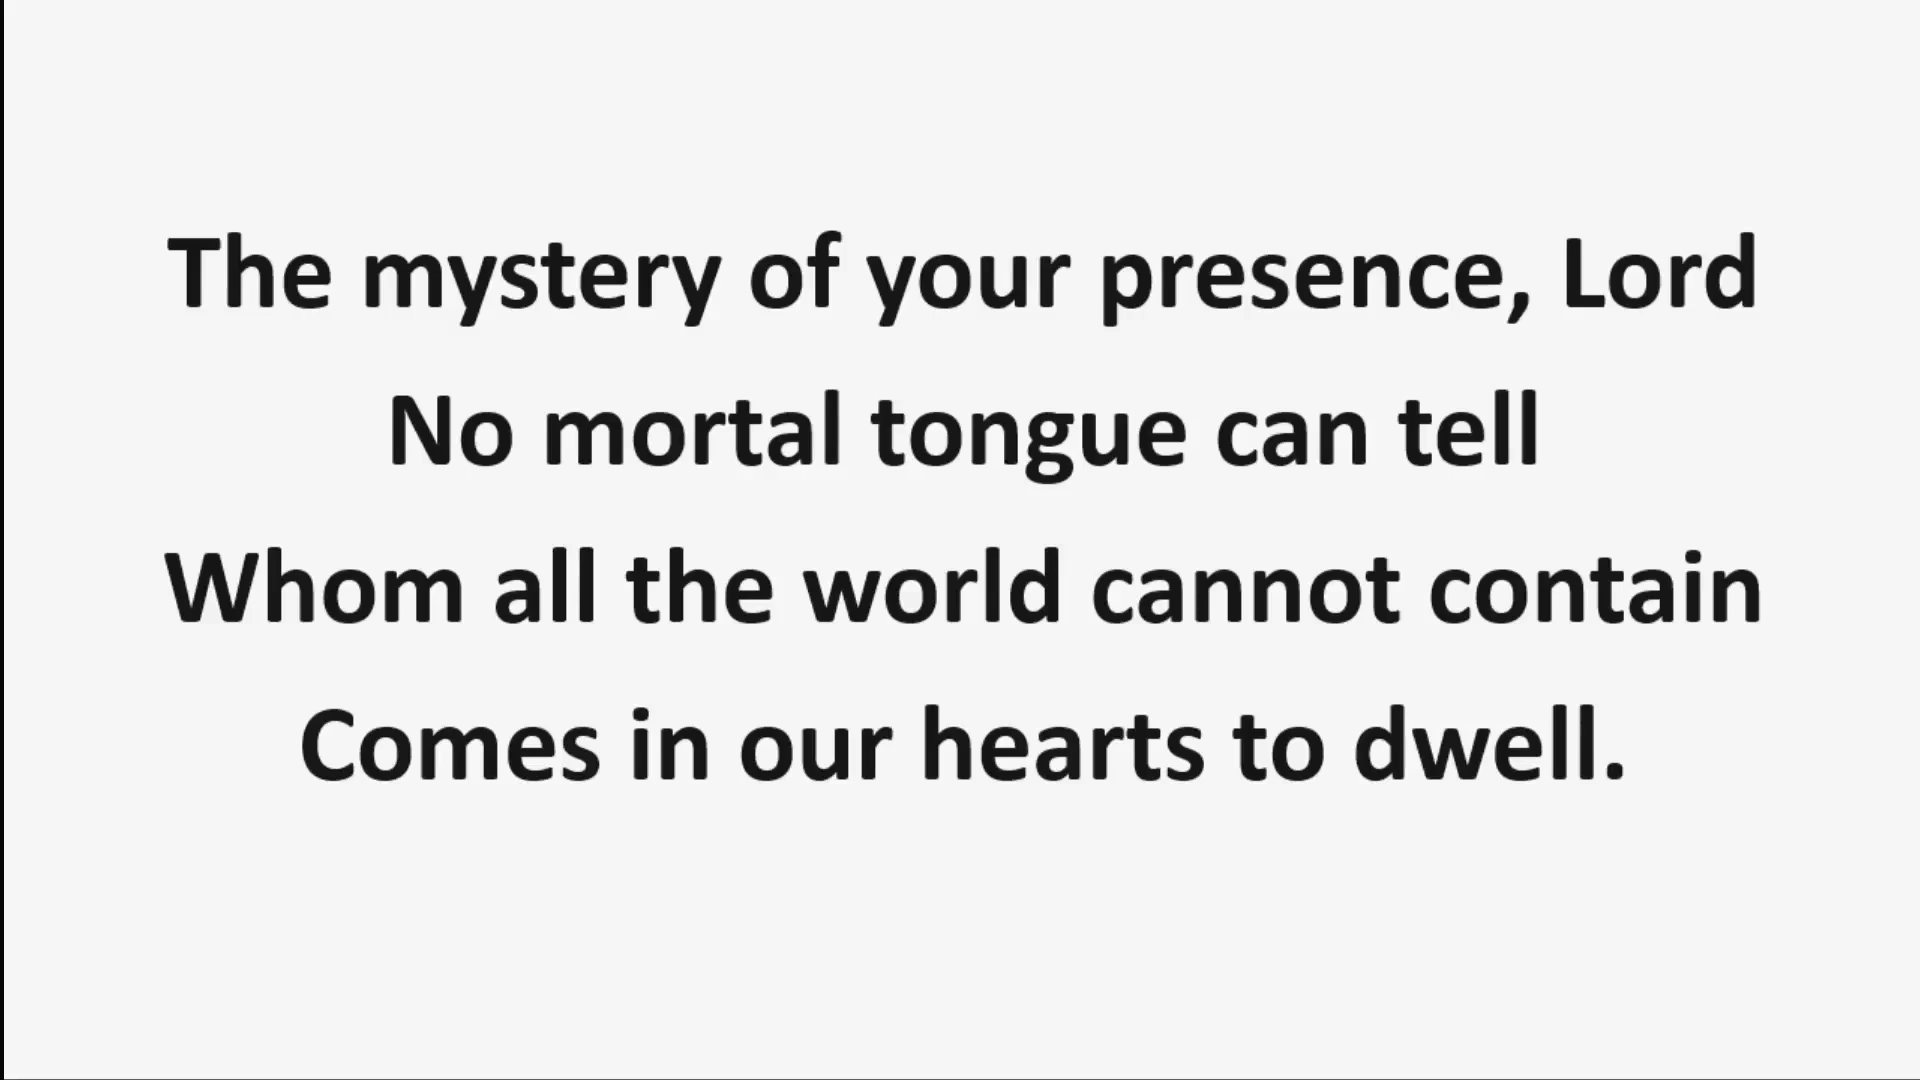 The mystery of your presence, Lord
No mortal tongue can tell
Whom all the world cannot contain
Comes in our hearts to dwell.